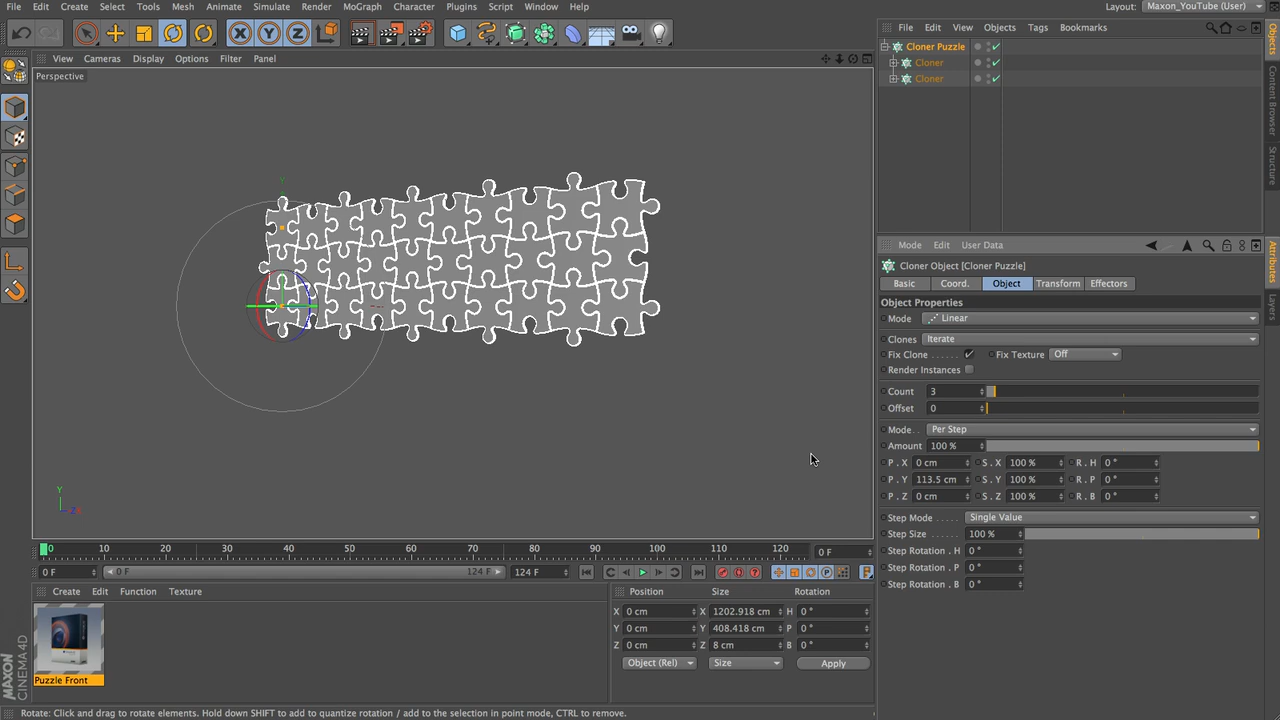 File Edit Create Select Tools Mesh Animate Simulate Render MoGraph Character Plugins Script Window Help
Layout: Maxon_YouTube (User)
X Y Z
View Cameras Display Options Filter Panel
Perspective
Y
File Edit View Objects Tags Bookmarks
Cloner Puzzle
Cloner
Cloner
Objects
Content Browser
Structure
Attributes
Layers
Mode Edit User Data
Cloner Object [Cloner Puzzle]
Basic Coord. Object Transform Effectors
Object Properties
Mode Linear
Clones Iterate
Fix Clone Fix Texture Off
Render Instances
Count 3
Offset 0
Mode Per Step
Amount 100 %
P . X 0 cm S . X 100 % R . H 0 °
P . Y 113.5 cm S . Y 100 % R . P 0 °
P . Z 0 cm S . Z 100 % R . B 0 °
Step Mode Single Value
Step Size 100 %
Step Rotation . H 0 °
Step Rotation . P 0 °
Step Rotation . B 0 °
Y
0 10 20 30 40 50 60 70 80 90 100 110 120 0 F
0 F 0 F 124 F 124 F
Create Edit Function Texture
Puzzle Front
MAXON
CINEMA 4D
Position Size Rotation
X 0 cm X 1202.918 cm H 0 °
Y 0 cm Y 408.418 cm P 0 °
Z 0 cm Z 8 cm B 0 °
Object (Rel) Size Apply
Rotate: Click and drag to rotate elements. Hold down SHIFT to add to quantize rotation / add to the selection in point mode, CTRL to remove.